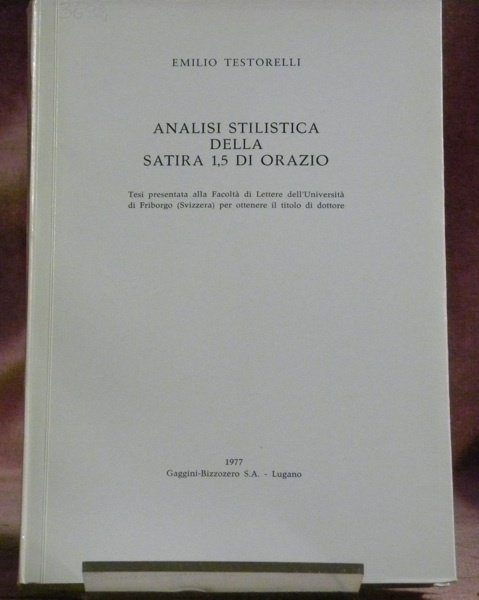 EMILIO TESTORELLI
ANALISI STILISTICA
DELLA
SATIRA 1,5 DI ORAZIO
Tesi presentata alla Facoltà di Lettere dell'Università
di Friborgo (Svizzera) per ottenere il titolo di dottore
1977
Gaggini-Bizzozero S.A. - Lugano